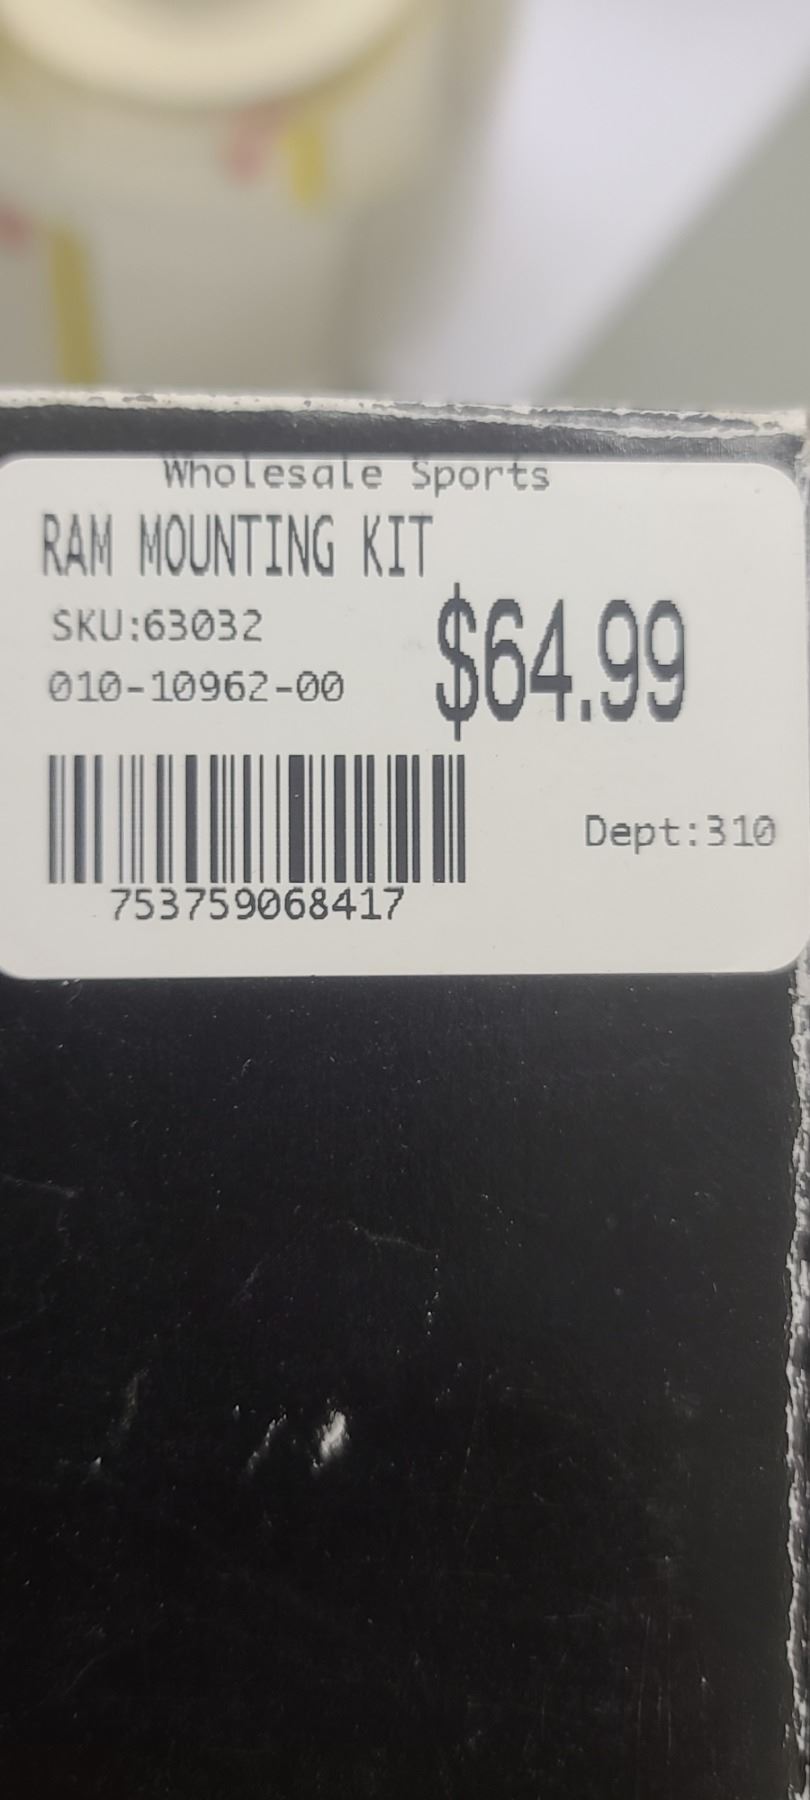 Wholesale Sports
RAM MOUNTING KIT
SKU:63032
$64.99
010-10962-00
Dept:310
753759068417